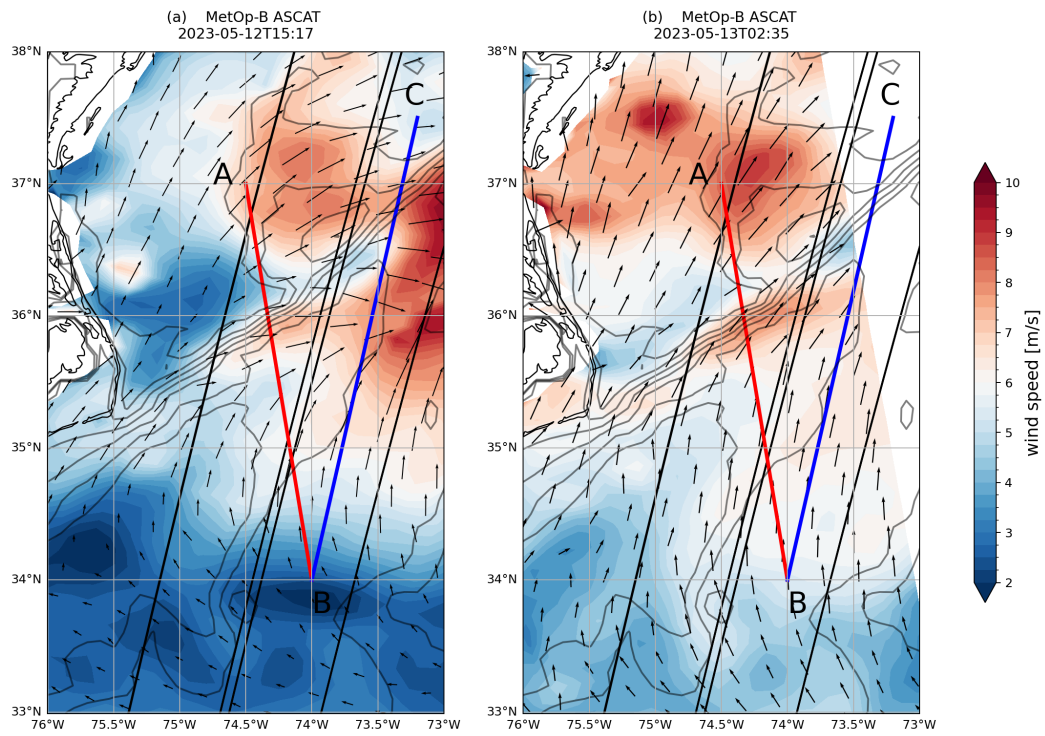 (a) MetOp-B ASCAT
2023-05-12T15:17
(b) MetOp-B ASCAT
2023-05-13T02:35
38°N
37°N
36°N
35°N
34°N
33°N
76°W
75.5°W
75°W
74.5°W
74°W
73.5°W
73°W
A
B
C
38°N
37°N
36°N
35°N
34°N
33°N
76°W
75.5°W
75°W
74.5°W
74°W
73.5°W
73°W
A
B
C
10
9
8
7
6
5
4
3
2
wind speed [m/s]